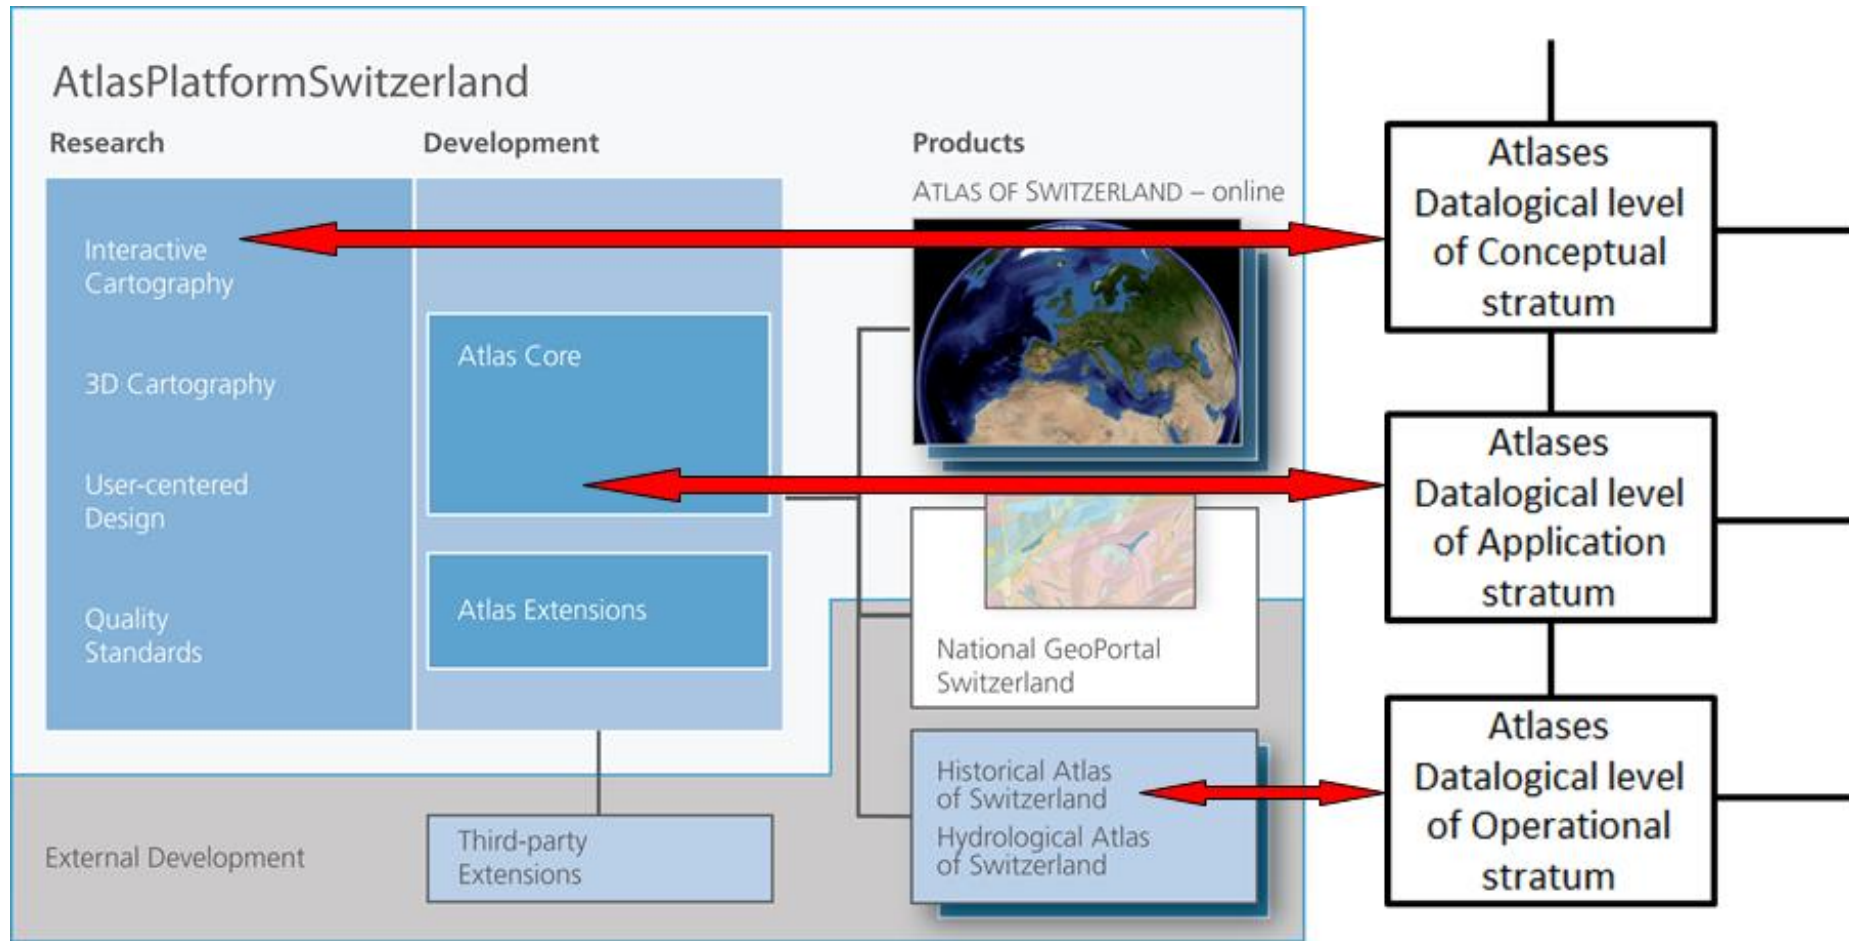 AtlasPlatformSwitzerland
Research
Development
Products
ATLAS OF SWITZERLAND – online
Interactive
Cartography
3D Cartography
User-centered
Design
Quality
Standards
Atlas Core
Atlas Extensions
National GeoPortal
Switzerland
Historical Atlas
of Switzerland
Hydrological Atlas
of Switzerland
External Development
Third-party
Extensions
Atlases
Datalogical level
of Conceptual
stratum
Atlases
Datalogical level
of Application
stratum
Atlases
Datalogical level
of Operational
stratum